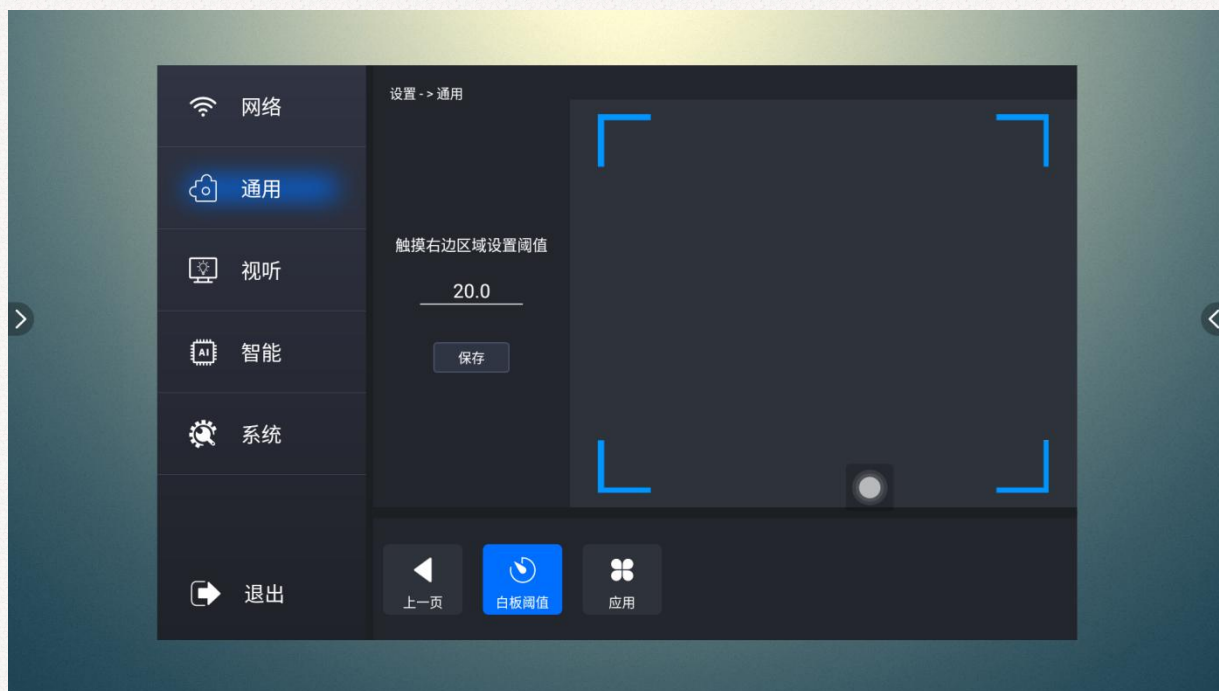 网络
通用
视听
AI
智能
系统
退出
设置 -> 通用
触摸右边区域设置阈值
20.0
保存
上一页
白板阈值
应用